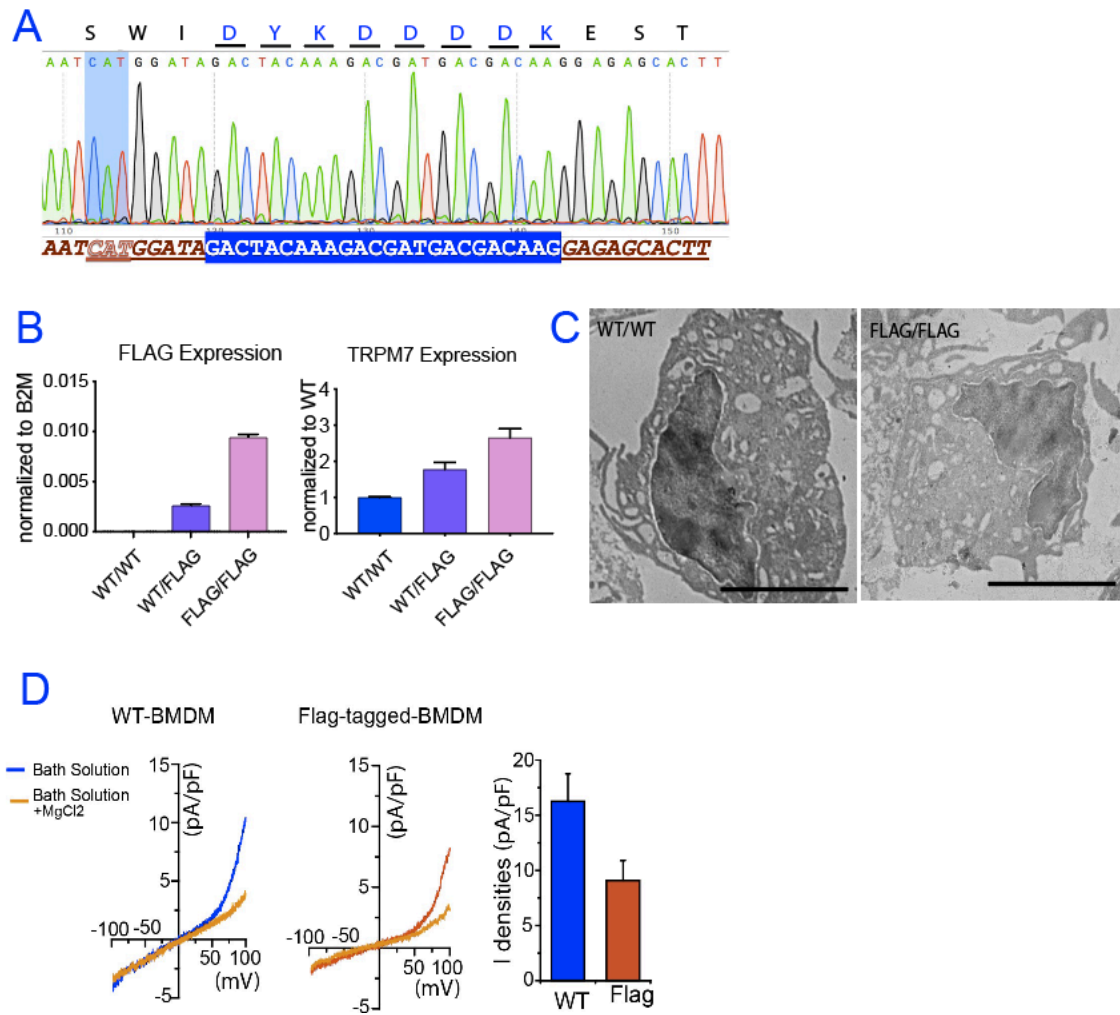 A
S W I D Y K D D D D K E S T
A A T C A T G G A T A G A C T A C A A A G A C G A T G A C G A C A A G G A G A G C A C T T
110 120 130 140 150
AATCATGGATAGACTACAAAGACGATGACGACAAGGAGAGCACTT
B
FLAG Expression
normalized to B2M
0.015
0.010
0.005
0.000
WT/WT
WT/FLAG
FLAG/FLAG
TRPM7 Expression
normalized to WT
4
3
2
1
0
WT/WT
WT/FLAG
FLAG/FLAG
C
WT/WT
FLAG/FLAG
D
Bath Solution
Bath Solution
+MgCl2
WT-BMDM
15
10
5
-5
(pA/pF)
-100 -50
50 100
(mV)
Flag-tagged-BMDM
15
10
5
-5
(pA/pF)
-100 -50
50 100
(mV)
I densities (pA/pF)
20
15
10
5
0
WT Flag